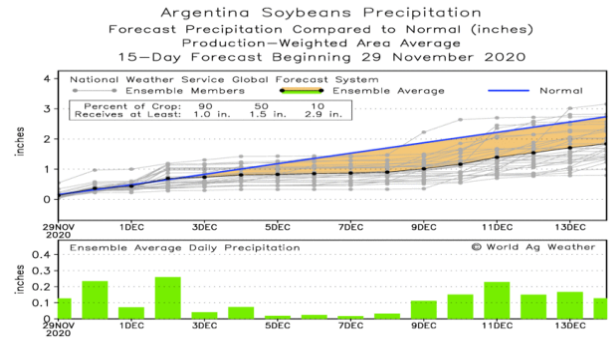 Argentina Soybeans Precipitation
Forecast Precipitation Compared to Normal (inches)
Production-Weighted Area Average
15-Day Forecast Beginning 29 November 2020
National Weather Service Global Forecast System
Ensemble Members Ensemble Average Normal
Percent of Crop: 90 50 10
Receives at Least: 1.0 in. 1.5 in. 2.9 in.
inches
4
3
2
1
0
29NOV 1DEC 3DEC 5DEC 7DEC 9DEC 11DEC 13DEC
2020
Ensemble Average Daily Precipitation © World Ag Weather
inches
0.4
0.3
0.2
0.1
0
29NOV 1DEC 3DEC 5DEC 7DEC 9DEC 11DEC 13DEC
2020